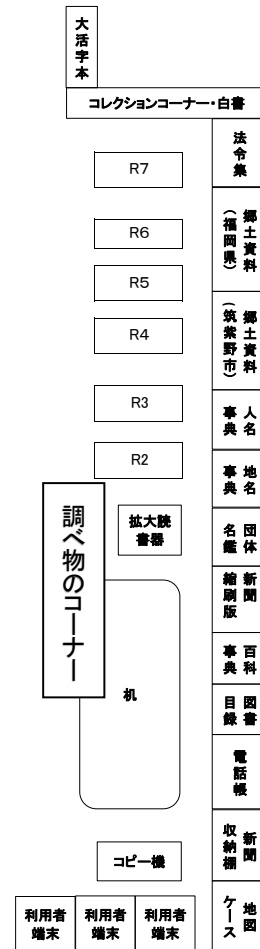 大活字本
コレクションコーナー・白書
法令集
R7
郷土資料
(福岡県)
R6
R5
郷土資料
(筑紫野市)
R4
人名
事典
R3
地名
事典
R2
調べ物のコーナー
拡大読
書器
団体
名鑑
新聞
縮刷版
百科
事典
机
図書
目録
電話帳
新聞
収納棚
コピー機
地図
ケース
利用者
端末
利用者
端末
利用者
端末